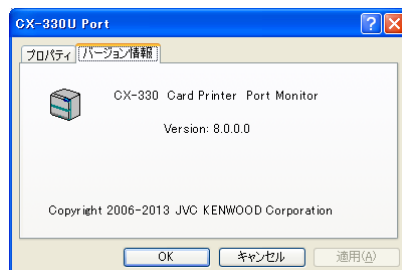 CX-330U Port
プロパティ バージョン情報
CX-330 Card Printer Port Monitor
Version: 8.0.0.0
Copyright 2006-2013 JVC KENWOOD Corporation
OK キャンセル 適用(A)